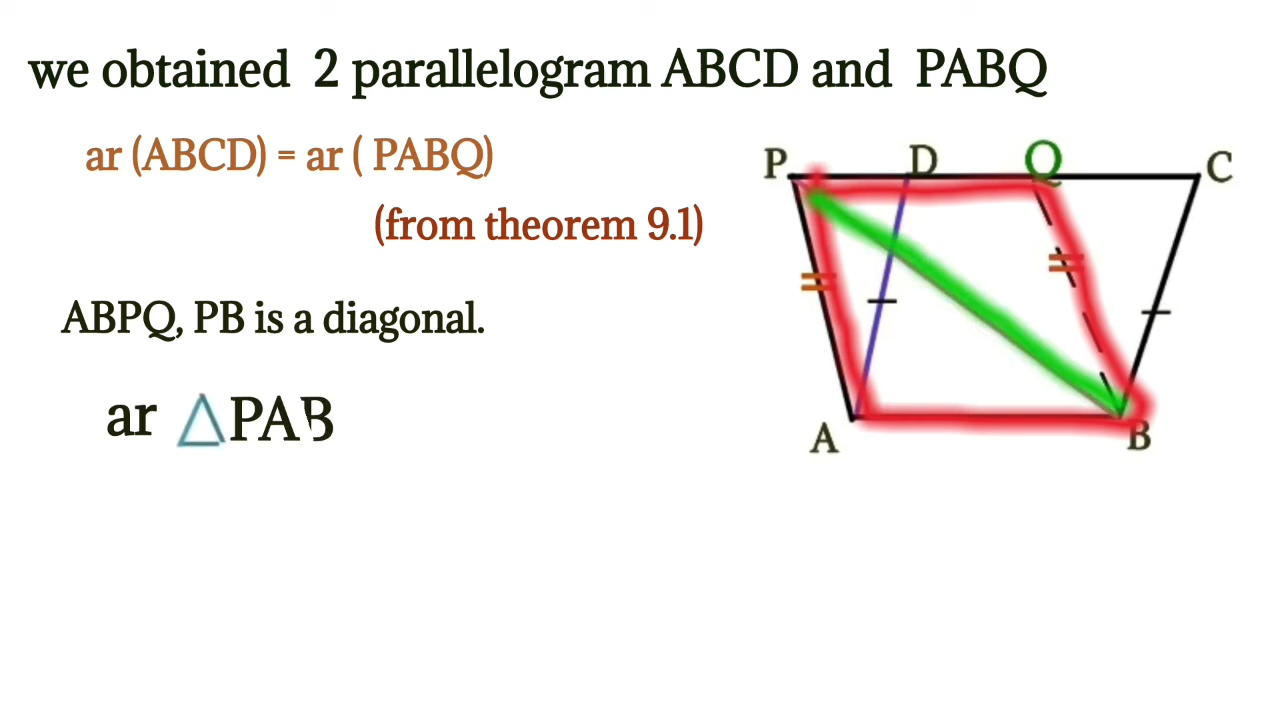 we obtained 2 parallelogram ABCD and PABQ
ar (ABCD) = ar ( PABQ)
(from theorem 9.1)
ABPQ, PB is a diagonal.
ar △PAB
P D Q C
A B